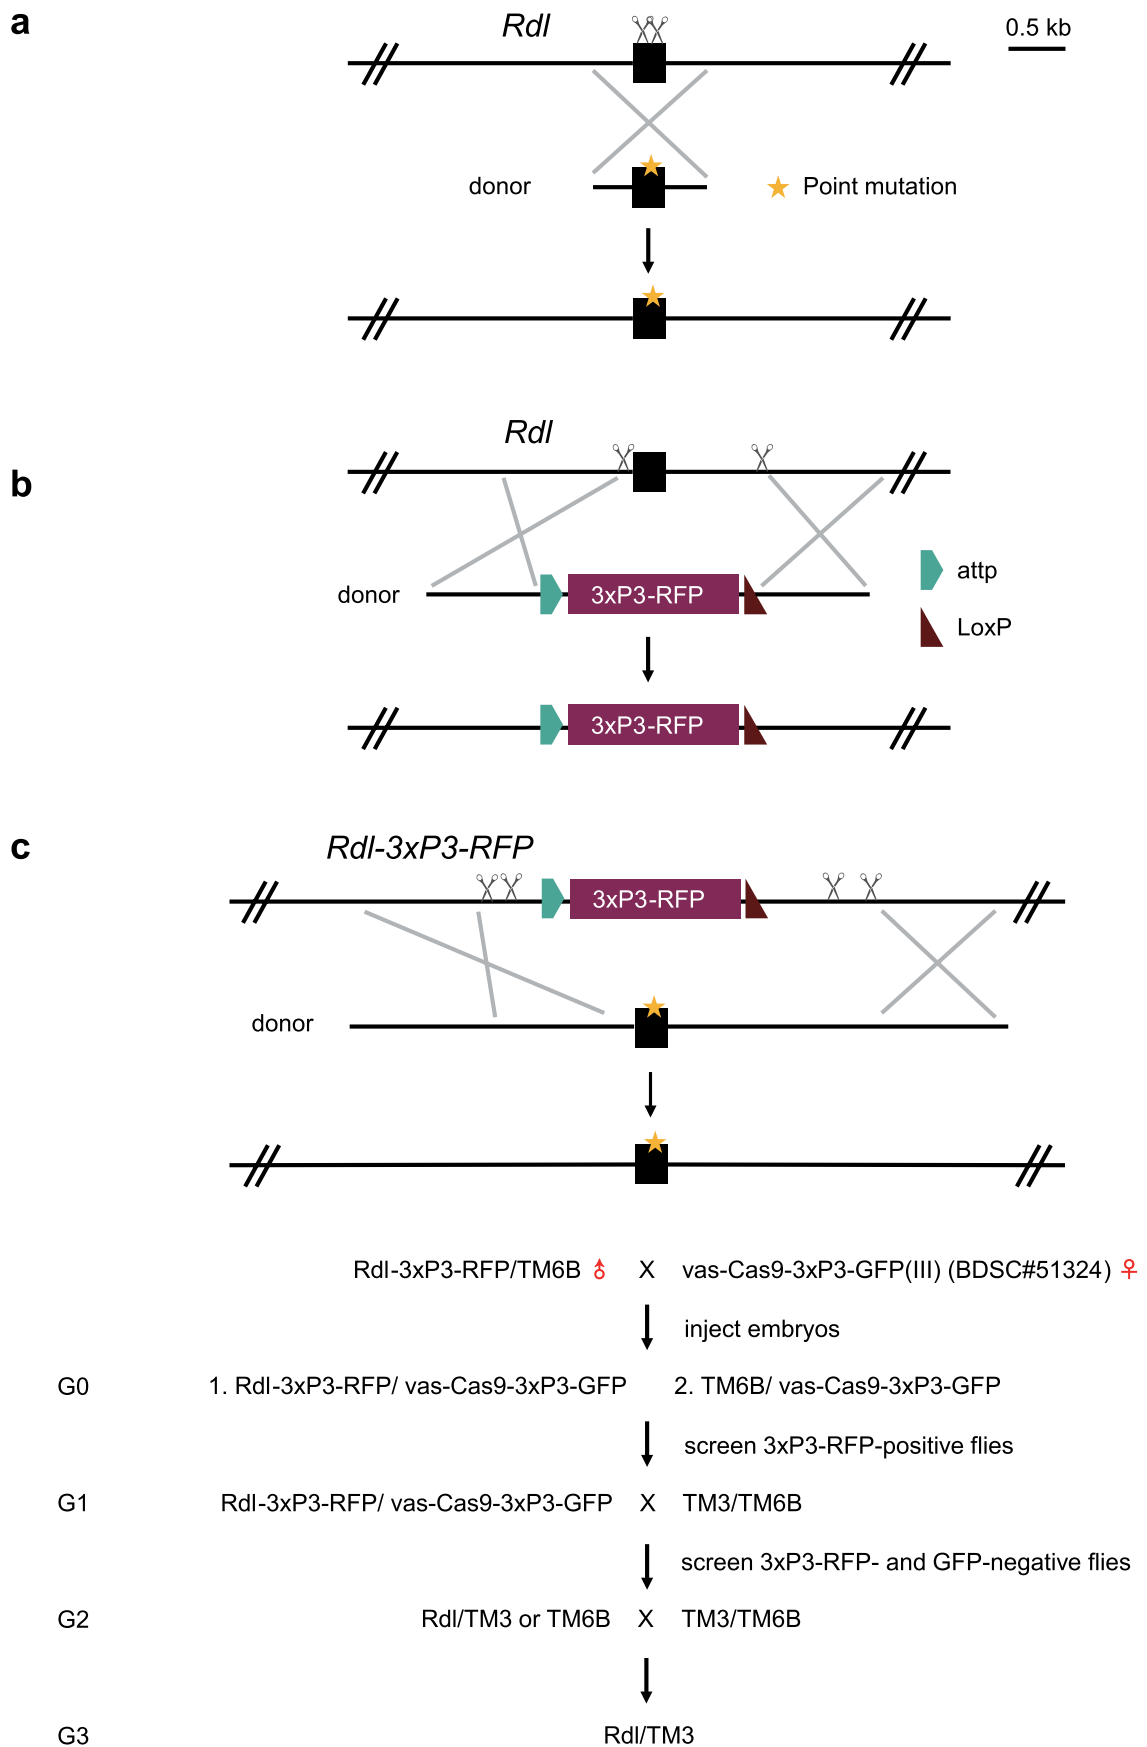 a
Rdl
0.5 kb
donor
Point mutation
b
Rdl
donor
3xP3-RFP
attp
LoxP
3xP3-RFP
c
Rdl-3xP3-RFP
3xP3-RFP
donor
Rdl-3xP3-RFP/TM6B ♂ X vas-Cas9-3xP3-GFP(III) (BDSC#51324) ♀
inject embryos
G0 1. Rdl-3xP3-RFP/ vas-Cas9-3xP3-GFP 2. TM6B/ vas-Cas9-3xP3-GFP
screen 3xP3-RFP-positive flies
G1 Rdl-3xP3-RFP/ vas-Cas9-3xP3-GFP X TM3/TM6B
screen 3xP3-RFP- and GFP-negative flies
G2 Rdl/TM3 or TM6B X TM3/TM6B
G3 Rdl/TM3